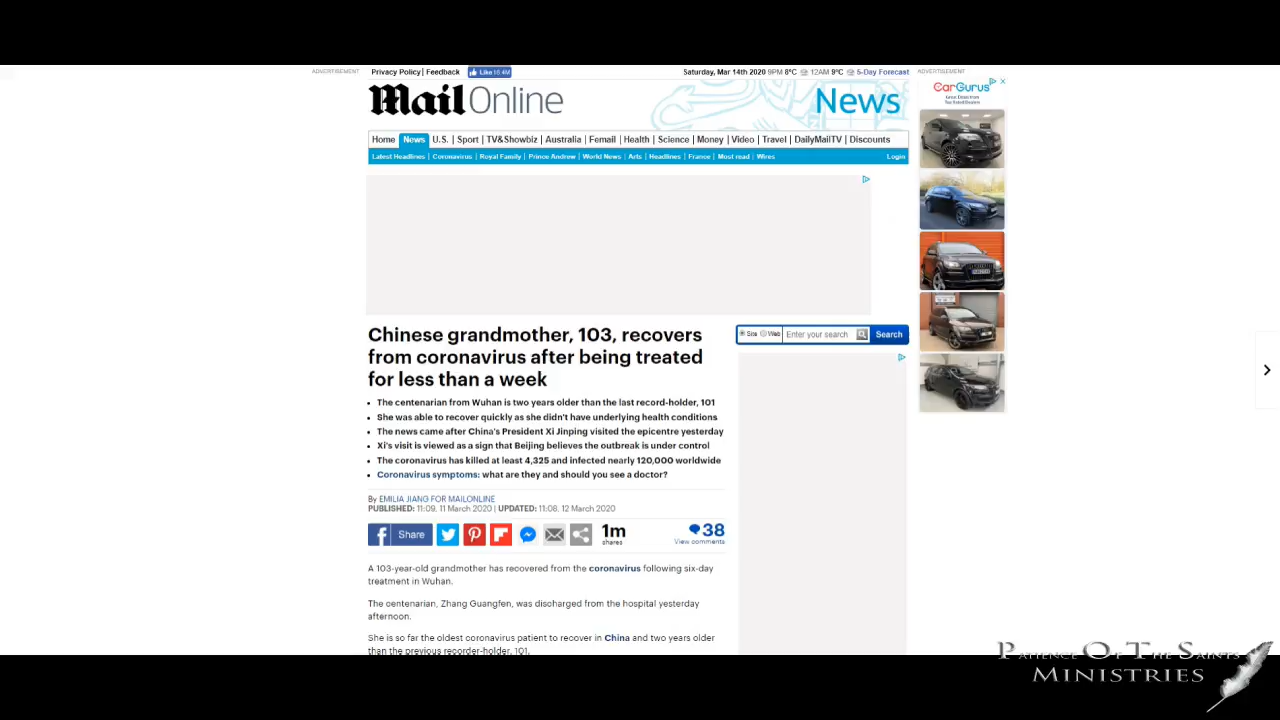 ADVERTISEMENT
Privacy Policy | Feedback
Like 16.4M
Saturday, Mar 14th 2020 9PM 8°C 12AM 9°C 5-Day Forecast
ADVERTISEMENT
Mail Online
News
CarGurus
Home News U.S. Sport TV&Showbiz Australia Femail Health Science Money Video Travel DailyMailTV Discounts
Latest Headlines Coronavirus Royal Family Prince Andrew World News Arts Headlines France Most read Wires Login
Chinese grandmother, 103, recovers
from coronavirus after being treated
for less than a week
Site Web Enter your search Search
The centenarian from Wuhan is two years older than the last record-holder, 101
She was able to recover quickly as she didn't have underlying health conditions
The news came after China's President Xi Jinping visited the epicentre yesterday
Xi's visit is viewed as a sign that Beijing believes the outbreak is under control
The coronavirus has killed at least 4,325 and infected nearly 120,000 worldwide
Coronavirus symptoms: what are they and should you see a doctor?
By EMILIA JIANG FOR MAILONLINE
PUBLISHED: 11:09, 11 March 2020 | UPDATED: 11:06, 12 March 2020
Share
1m
shares
38
View comments
A 103-year-old grandmother has recovered from the coronavirus following six-day
treatment in Wuhan.
The centenarian, Zhang Guangfen, was discharged from the hospital yesterday
afternoon.
She is so far the oldest coronavirus patient to recover in China and two years older
than the previous recorder-holder, 101.
Patience Of The Saints
Ministries